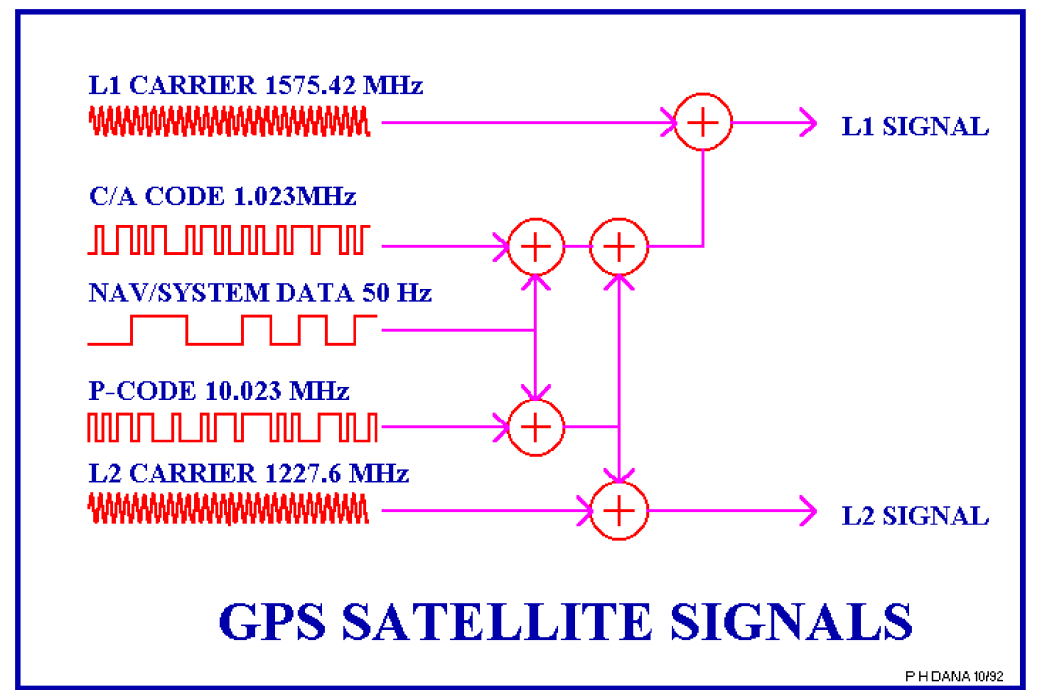 L1 CARRIER 1575.42 MHz
L1 SIGNAL
C/A CODE 1.023MHz
NAV/SYSTEM DATA 50 Hz
P-CODE 10.023 MHz
L2 CARRIER 1227.6 MHz
L2 SIGNAL
GPS SATELLITE SIGNALS
P H DANA 10/92